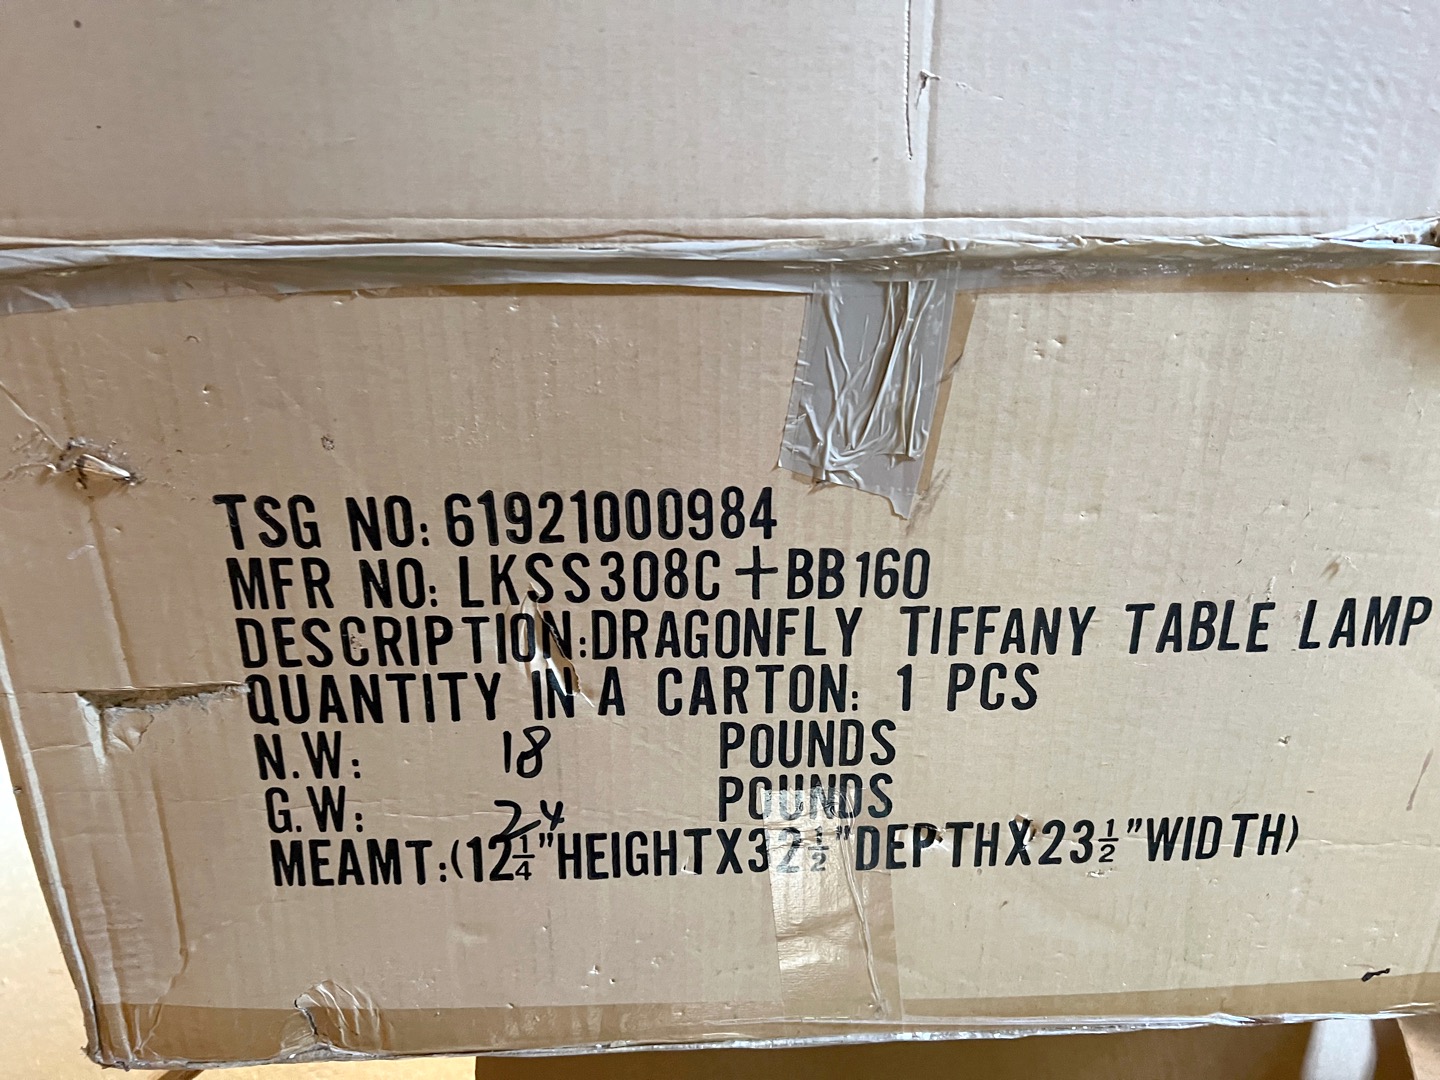 TSG NO: 61921000984
MFR NO: LKSS308C+BB160
DESCRIPTION:DRAGONFLY TIFFANY TABLE LAMP
QUANTITY IN A CARTON: 1 PCS
N.W: 18 POUNDS
G.W: 24 POUNDS
MEAMT:(12¼"HEIGHTX32½"DEPTHX23½"WIDTH)